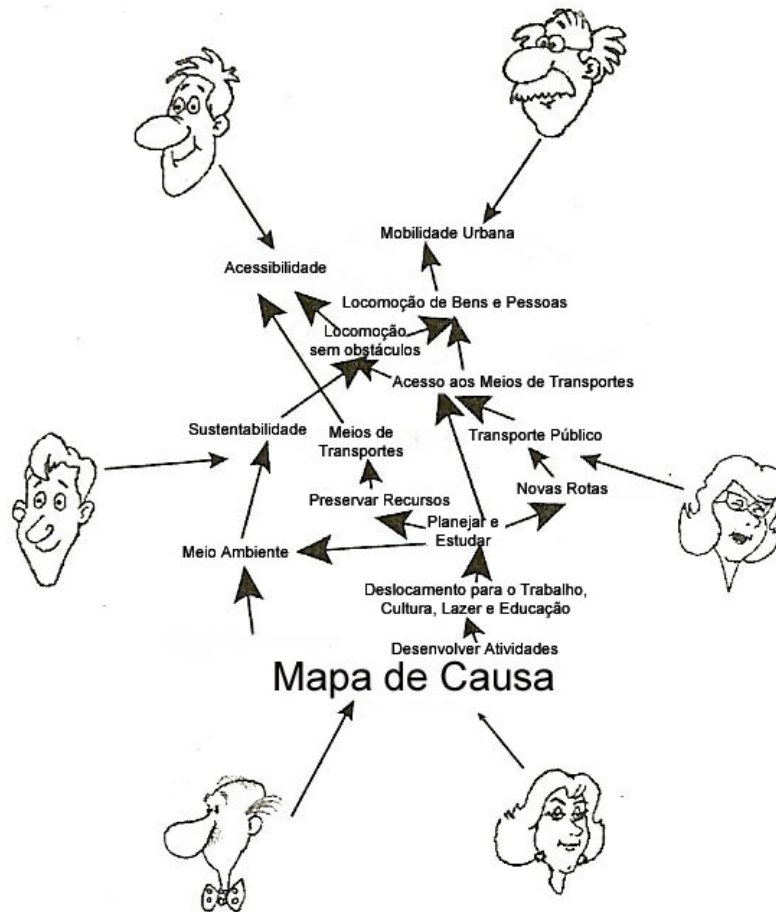 Mobilidade Urbana
Acessibilidade
Locomoção de Bens e Pessoas
Locomoção
sem obstáculos
Acesso aos Meios de Transportes
Sustentabilidade
Meios de
Transportes
Transporte Público
Preservar Recursos
Novas Rotas
Planejar e
Estudar
Meio Ambiente
Deslocamento para o Trabalho,
Cultura, Lazer e Educação
Desenvolver Atividades
Mapa de Causa